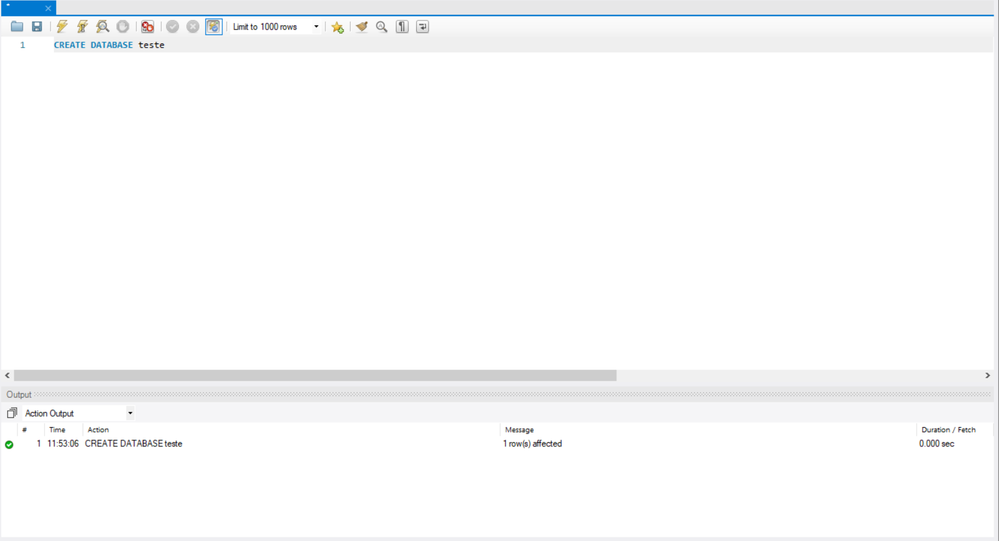 *
Limit to 1000 rows
1 CREATE DATABASE teste
Output
Action Output
# Time Action Message Duration / Fetch
1 11:53:06 CREATE DATABASE teste 1 row(s) affected 0.000 sec